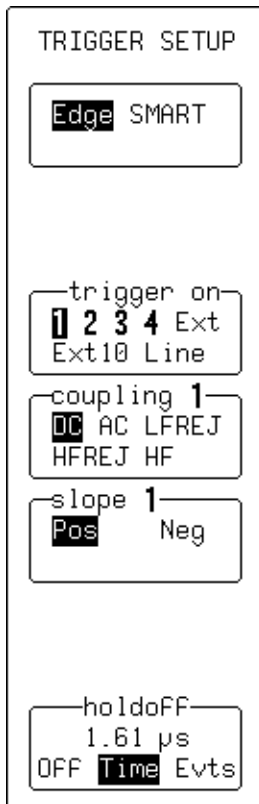 TRIGGER SETUP
Edge SMART
trigger on
1 2 3 4 Ext
Ext10 Line
coupling 1
DC AC LFREJ
HFREJ HF
slope 1
Pos Neg
holdoff
1.61 µs
OFF Time Evts